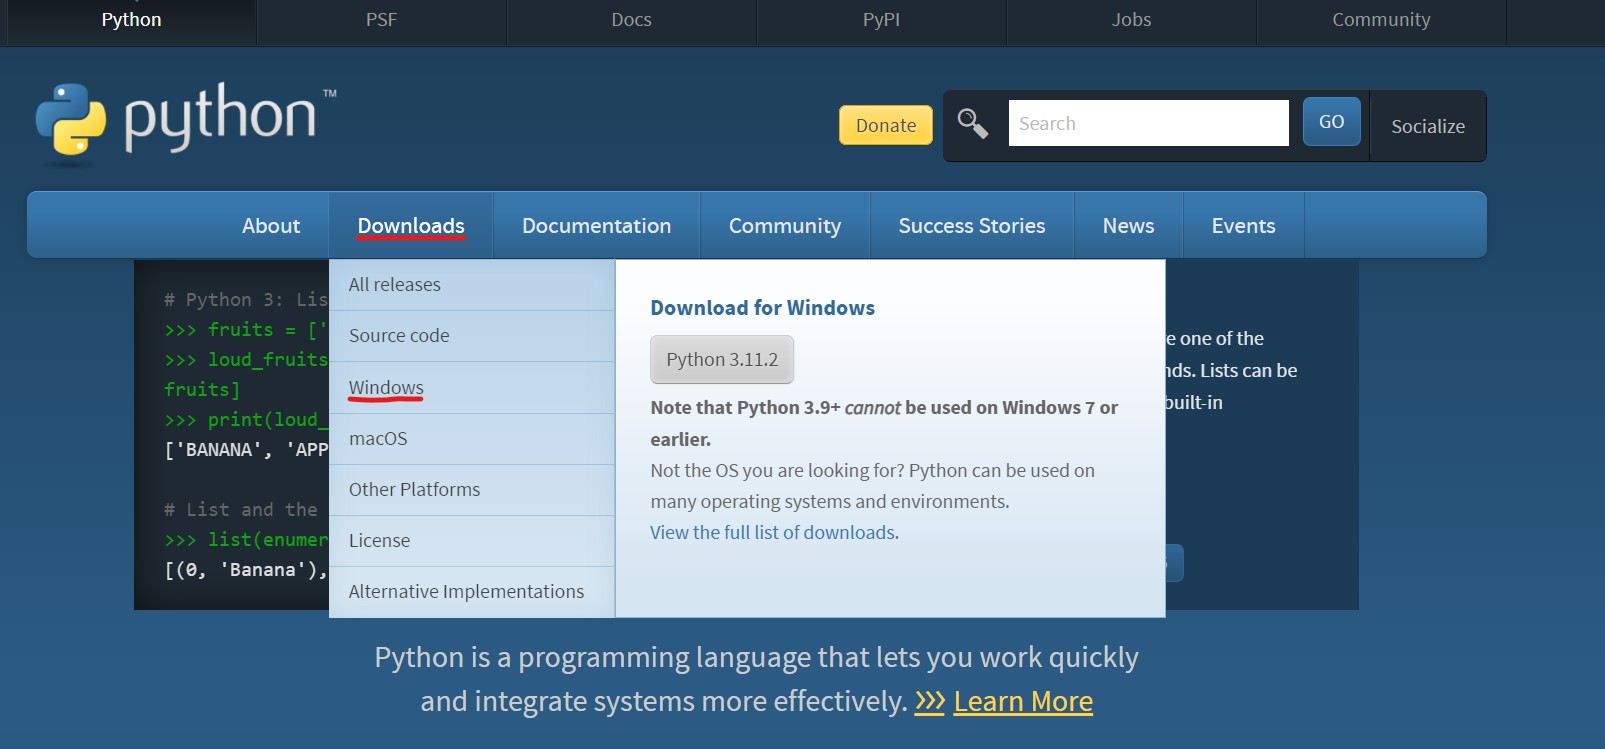 Python PSF Docs PyPI Jobs Community
python™
Donate Search GO Socialize
About Downloads Documentation Community Success Stories News Events
All releases
Source code
Windows
macOS
Other Platforms
License
Alternative Implementations
Download for Windows
Python 3.11.2
Note that Python 3.9+ cannot be used on Windows 7 or
earlier.
Not the OS you are looking for? Python can be used on
many operating systems and environments.
View the full list of downloads.
# Python 3: Lis
>>> fruits = ['
>>> loud_fruits
fruits]
>>> print(loud_
['BANANA', 'APP
# List and the
>>> list(enumer
[(0, 'Banana'),
e one of the
nds. Lists can be
built-in
Python is a programming language that lets you work quickly
and integrate systems more effectively. >>> Learn More